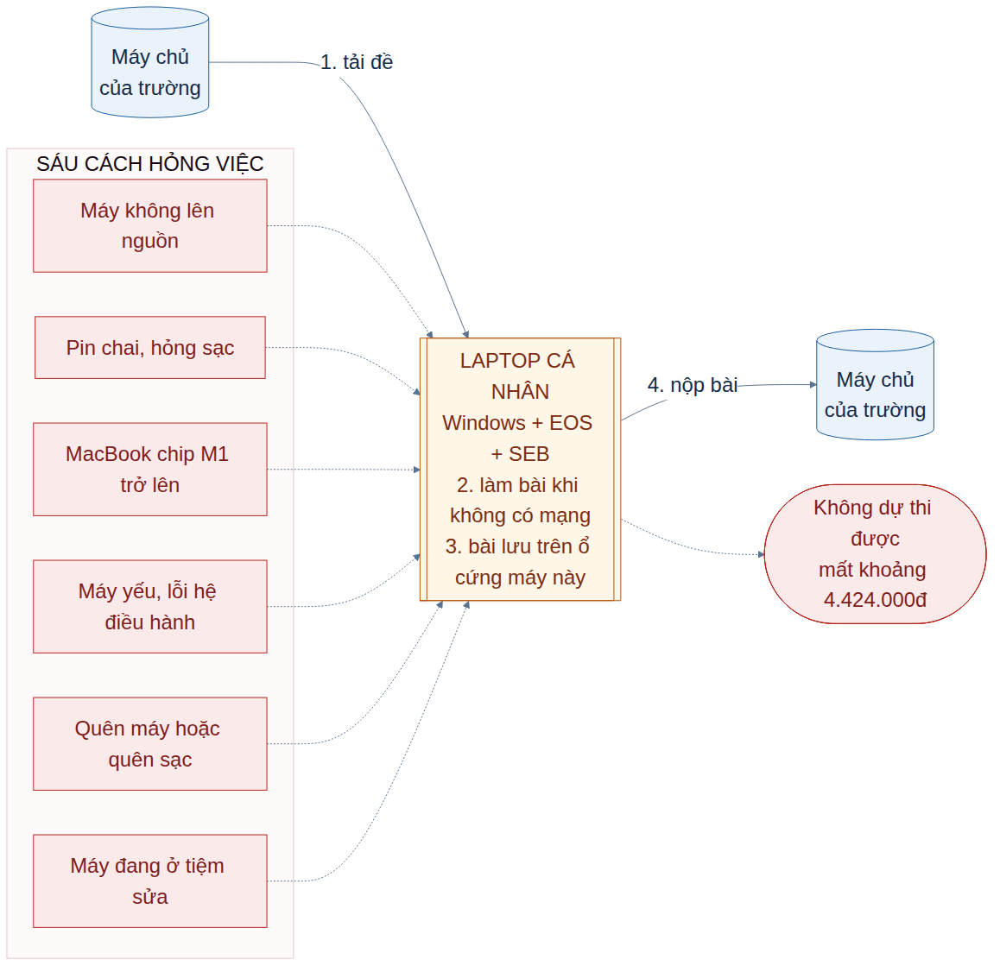 Máy chủ
của trường
1. tải đề
SÁU CÁCH HỎNG VIỆC
Máy không lên
nguồn
Pin chai, hỏng sạc
MacBook chip M1
trở lên
Máy yếu, lỗi hệ
điều hành
Quên máy hoặc
quên sạc
Máy đang ở tiệm
sửa
LAPTOP CÁ
NHÂN
Windows + EOS
+ SEB
2. làm bài khi
không có mạng
3. bài lưu trên ổ
cứng máy này
4. nộp bài
Máy chủ
của trường
Không dự thi
được
mất khoảng
4.424.000đ